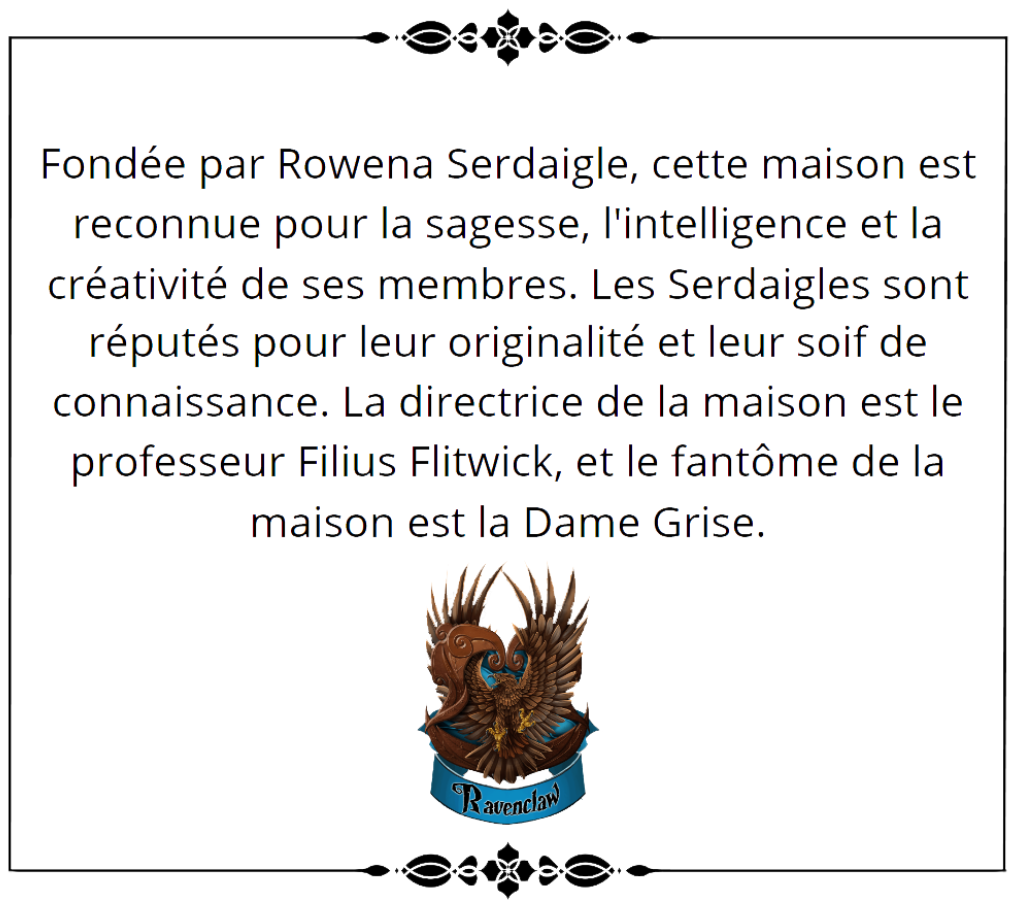 Fondée par Rowena Serdaigle, cette maison est
reconnue pour la sagesse, l'intelligence et la
créativité de ses membres. Les Serdaigles sont
réputés pour leur originalité et leur soif de
connaissance. La directrice de la maison est le
professeur Filius Flitwick, et le fantôme de la
maison est la Dame Grise.
Ravenclaw